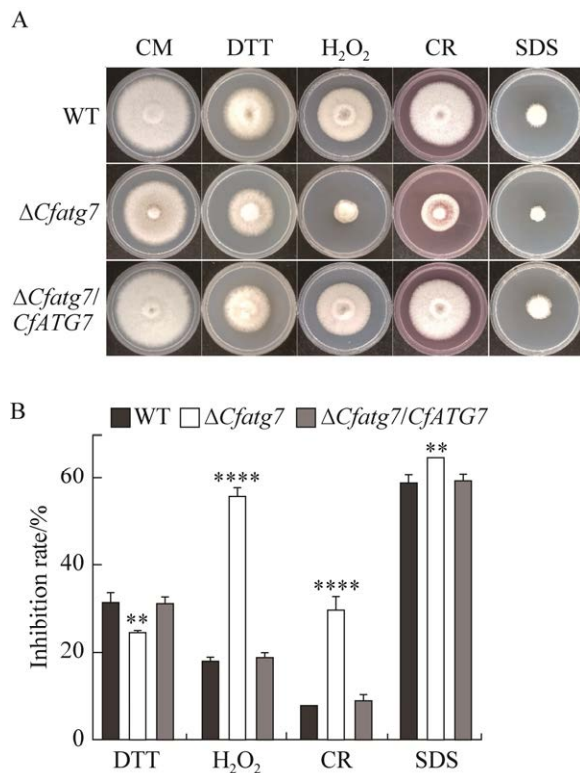 A
CM DTT H₂O₂ CR SDS
WT
ΔCfatg7
ΔCfatg7/
CfATG7
B
WT ΔCfatg7 ΔCfatg7/CfATG7
Inhibition rate/%
60
40
20
0
** **** **** **
DTT H₂O₂ CR SDS